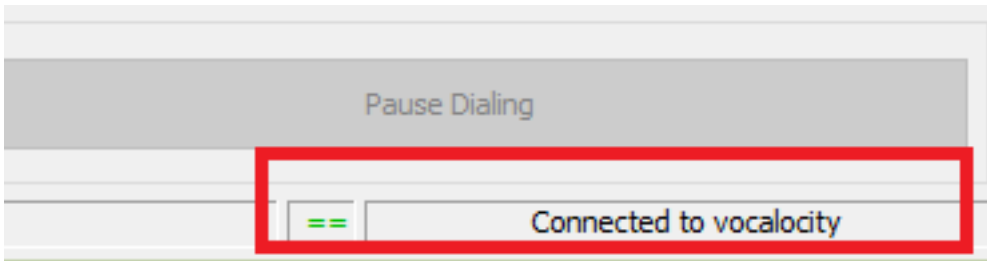 Pause Dialing
== Connected to vocalocity